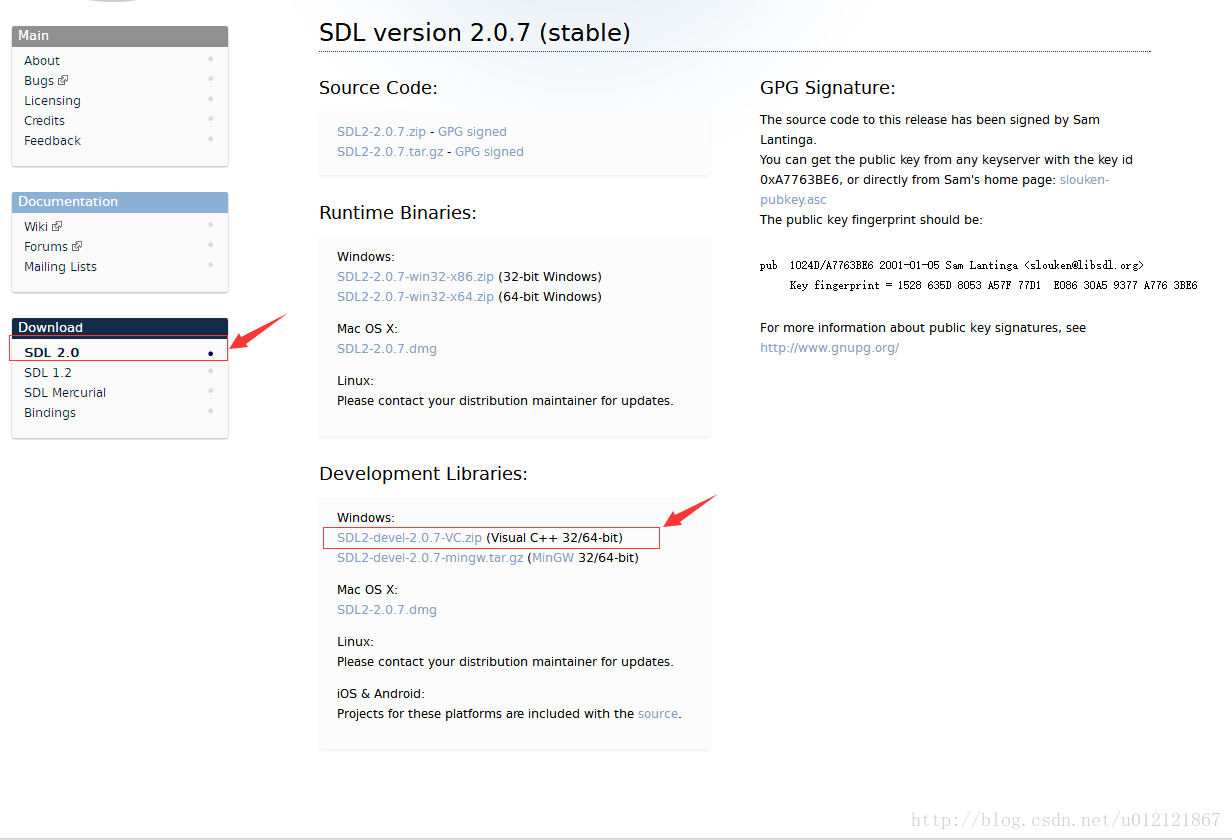 Main
About
Bugs
Licensing
Credits
Feedback
Documentation
Wiki
Forums
Mailing Lists
Download
SDL 2.0
SDL 1.2
SDL Mercurial
Bindings
SDL version 2.0.7 (stable)
Source Code:
SDL2-2.0.7.zip - GPG signed
SDL2-2.0.7.tar.gz - GPG signed
Runtime Binaries:
Windows:
SDL2-2.0.7-win32-x86.zip (32-bit Windows)
SDL2-2.0.7-win32-x64.zip (64-bit Windows)
Mac OS X:
SDL2-2.0.7.dmg
Linux:
Please contact your distribution maintainer for updates.
Development Libraries:
Windows:
SDL2-devel-2.0.7-VC.zip (Visual C++ 32/64-bit)
SDL2-devel-2.0.7-mingw.tar.gz (MinGW 32/64-bit)
Mac OS X:
SDL2-2.0.7.dmg
Linux:
Please contact your distribution maintainer for updates.
iOS & Android:
Projects for these platforms are included with the source.
GPG Signature:
The source code to this release has been signed by Sam
Lantinga.
You can get the public key from any keyserver with the key id
0xA7763BE6, or directly from Sam's home page: slouken-
pubkey.asc
The public key fingerprint should be:
pub 1024D/A7763BE6 2001-01-05 Sam Lantinga <slouken@libsdl.org>
Key fingerprint = 1528 635D 8053 A57F 77D1 E086 30A5 9377 A776 3BE6
For more information about public key signatures, see
http://www.gnupg.org/
http://blog.csdn.net/u012121867